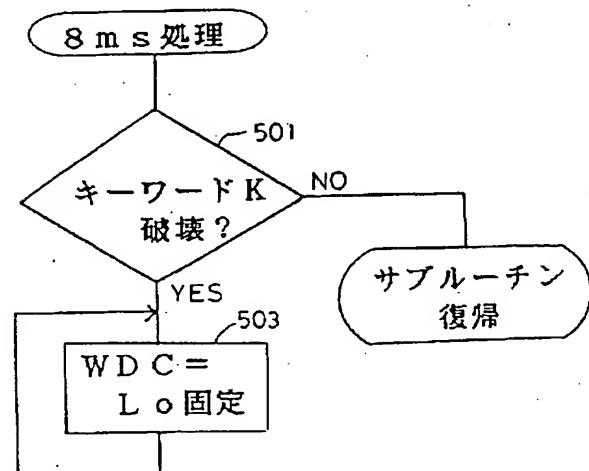 8ms処理
501
キーワードK
破壊?
NO
サブルーチン
復帰
YES
503
WDC=
Lo固定